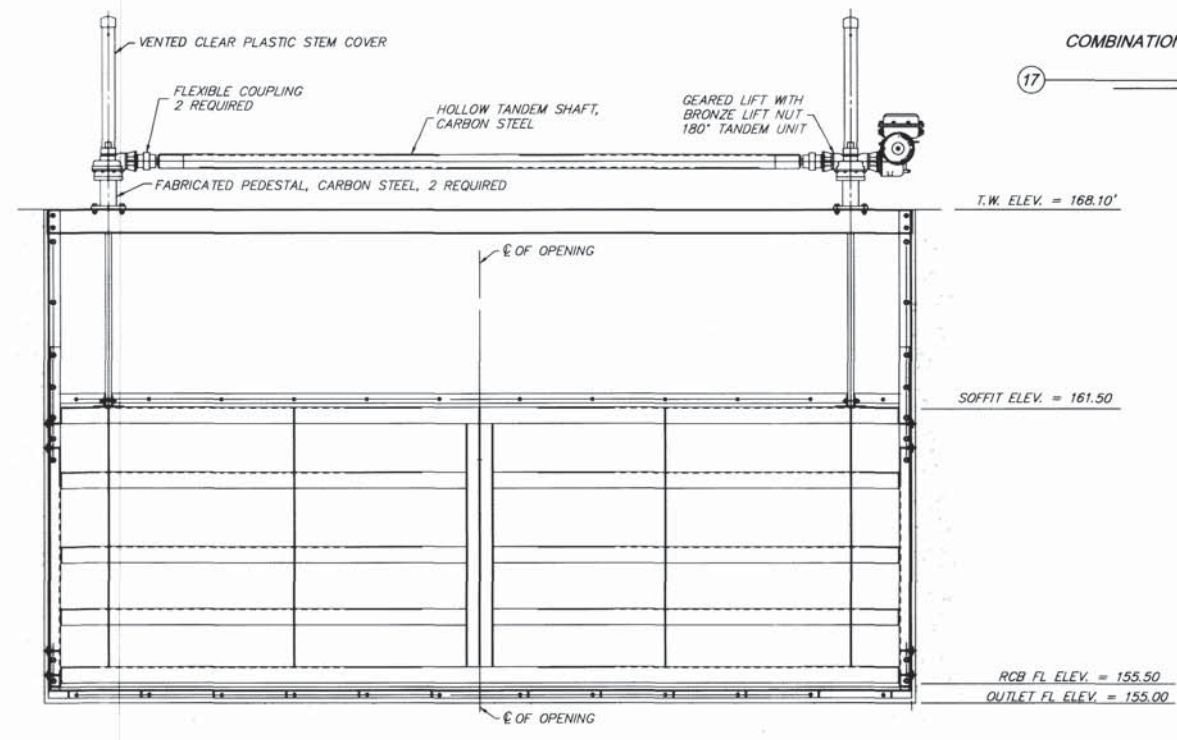 COMBINATION
17
VENTED CLEAR PLASTIC STEM COVER
FLEXIBLE COUPLING
2 REQUIRED
HOLLOW TANDEM SHAFT,
CARBON STEEL
GEARED LIFT WITH
BRONZE LIFT NUT
180° TANDEM UNIT
FABRICATED PEDESTAL, CARBON STEEL, 2 REQUIRED
T.W. ELEV. = 168.10'
℄ OF OPENING
SOFFIT ELEV. = 161.50
RCB FL ELEV. = 155.50
OUTLET FL ELEV. = 155.00
℄ OF OPENING